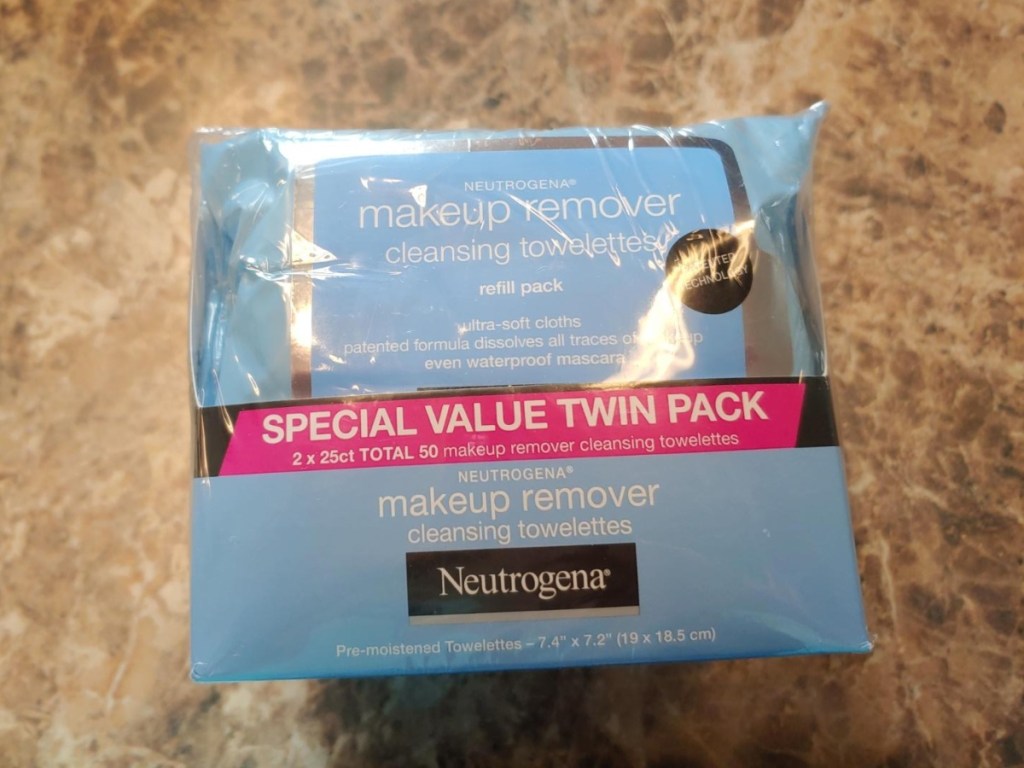 NEUTROGENA®
makeup remover
cleansing towelettes
refill pack
TECHNOLOGY
ultra-soft cloths
patented formula dissolves all traces of
even waterproof mascara
SPECIAL VALUE TWIN PACK
2 x 25ct TOTAL 50 makeup remover cleansing towelettes
NEUTROGENA®
makeup remover
cleansing towelettes
Neutrogena®
Pre-moistened Towelettes – 7.4" x 7.2" (19 x 18.5 cm)